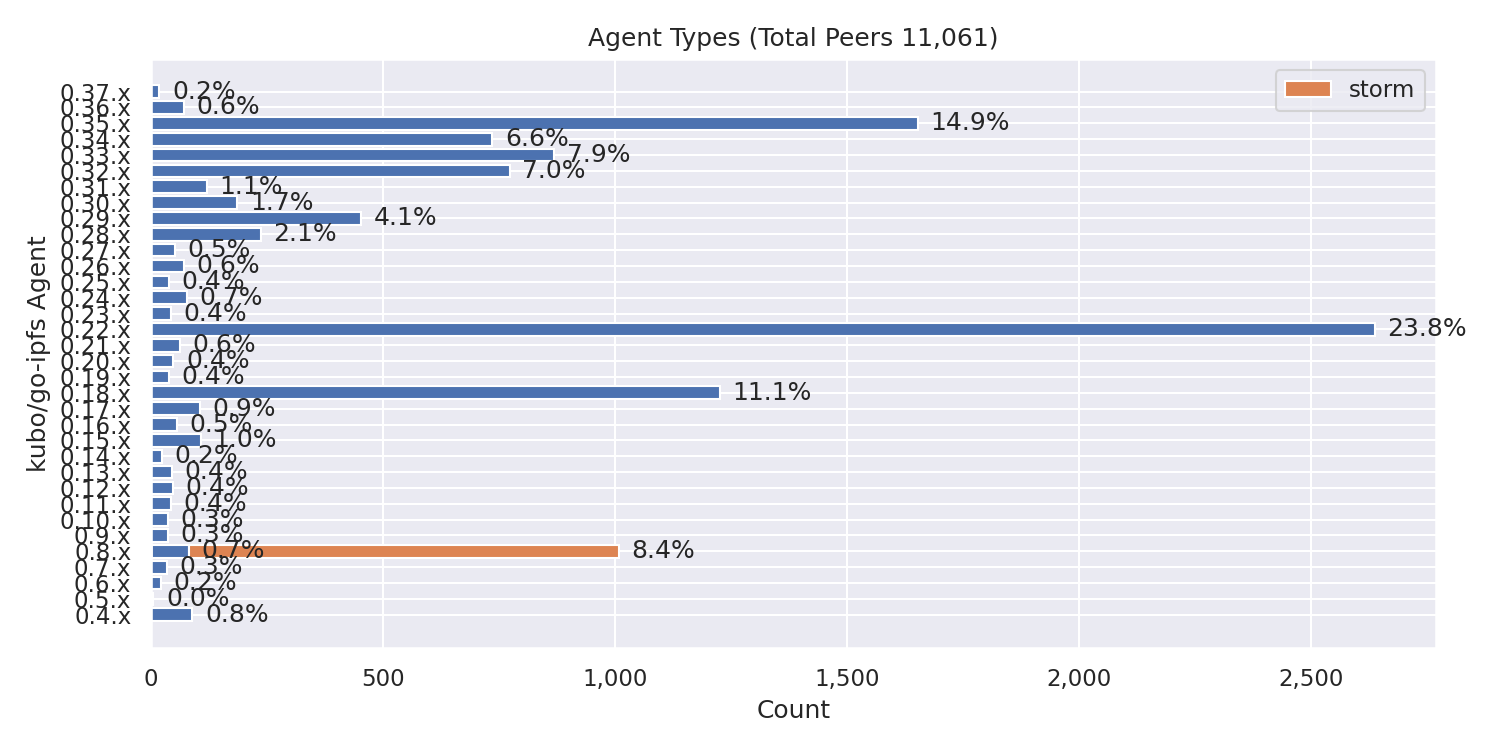 Agent Types (Total Peers 11,061)
storm
kubo/go-ipfs Agent
0.37.x 0.2%
0.36.x 0.6%
0.35.x 14.9%
0.34.x 6.6%
0.33.x 7.9%
0.32.x 7.0%
0.31.x 1.1%
0.30.x 1.7%
0.29.x 4.1%
0.28.x 2.1%
0.27.x 0.5%
0.26.x 0.6%
0.25.x 0.4%
0.24.x 0.7%
0.23.x 0.4%
0.22.x 23.8%
0.21.x 0.6%
0.20.x 0.4%
0.19.x 0.4%
0.18.x 11.1%
0.17.x 0.9%
0.16.x 0.5%
0.15.x 1.0%
0.14.x 0.2%
0.13.x 0.4%
0.12.x 0.4%
0.11.x 0.4%
0.10.x 0.3%
0.9.x 0.3%
0.8.x 0.7% 8.4%
0.7.x 0.3%
0.6.x 0.2%
0.5.x 0.0%
0.4.x 0.8%
0 500 1,000 1,500 2,000 2,500
Count